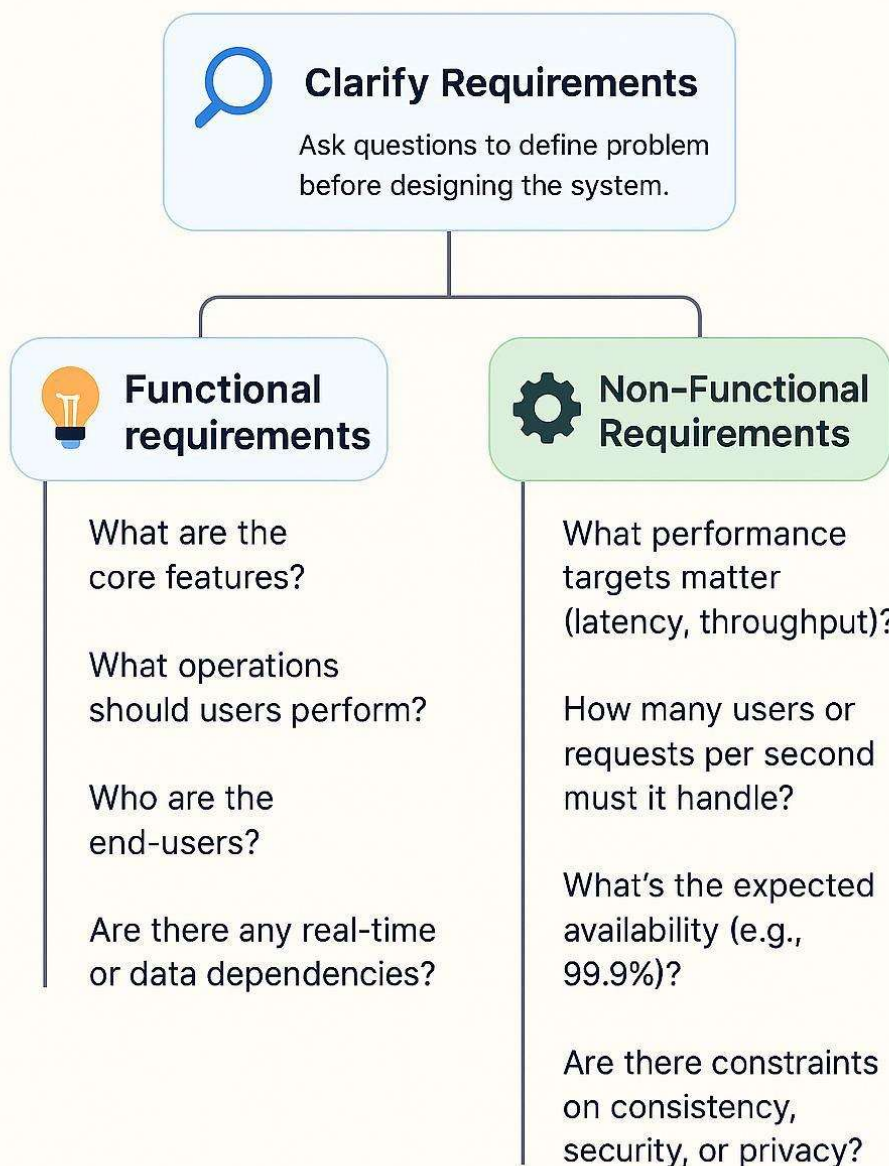 Clarify Requirements
Ask questions to define problem
before designing the system.
Functional
requirements
What are the
core features?
What operations
should users perform?
Who are the
end-users?
Are there any real-time
or data dependencies?
Non-Functional
Requirements
What performance
targets matter
(latency, throughput)?
How many users or
requests per second
must it handle?
What's the expected
availability (e.g.,
99.9%)?
Are there constraints
on consistency,
security, or privacy?